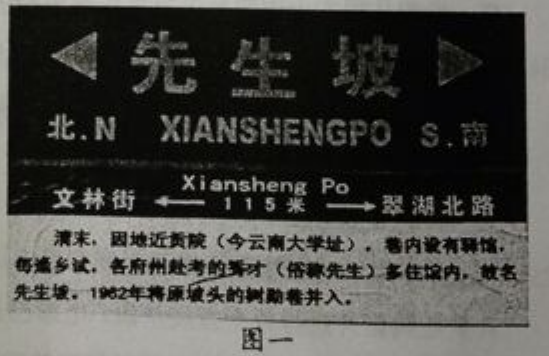 先生坡
北.N XIANSHENGPO S.南
Xiansheng Po
文林街 115米 翠湖北路
清末，因地近贡院（今云南大学址），巷内设有驿馆，
每逢乡试，各府州赴考的秀才（俗称先生）多住馆内，故名
先生坡。1982年将原坡头的树勋巷并入。
图一